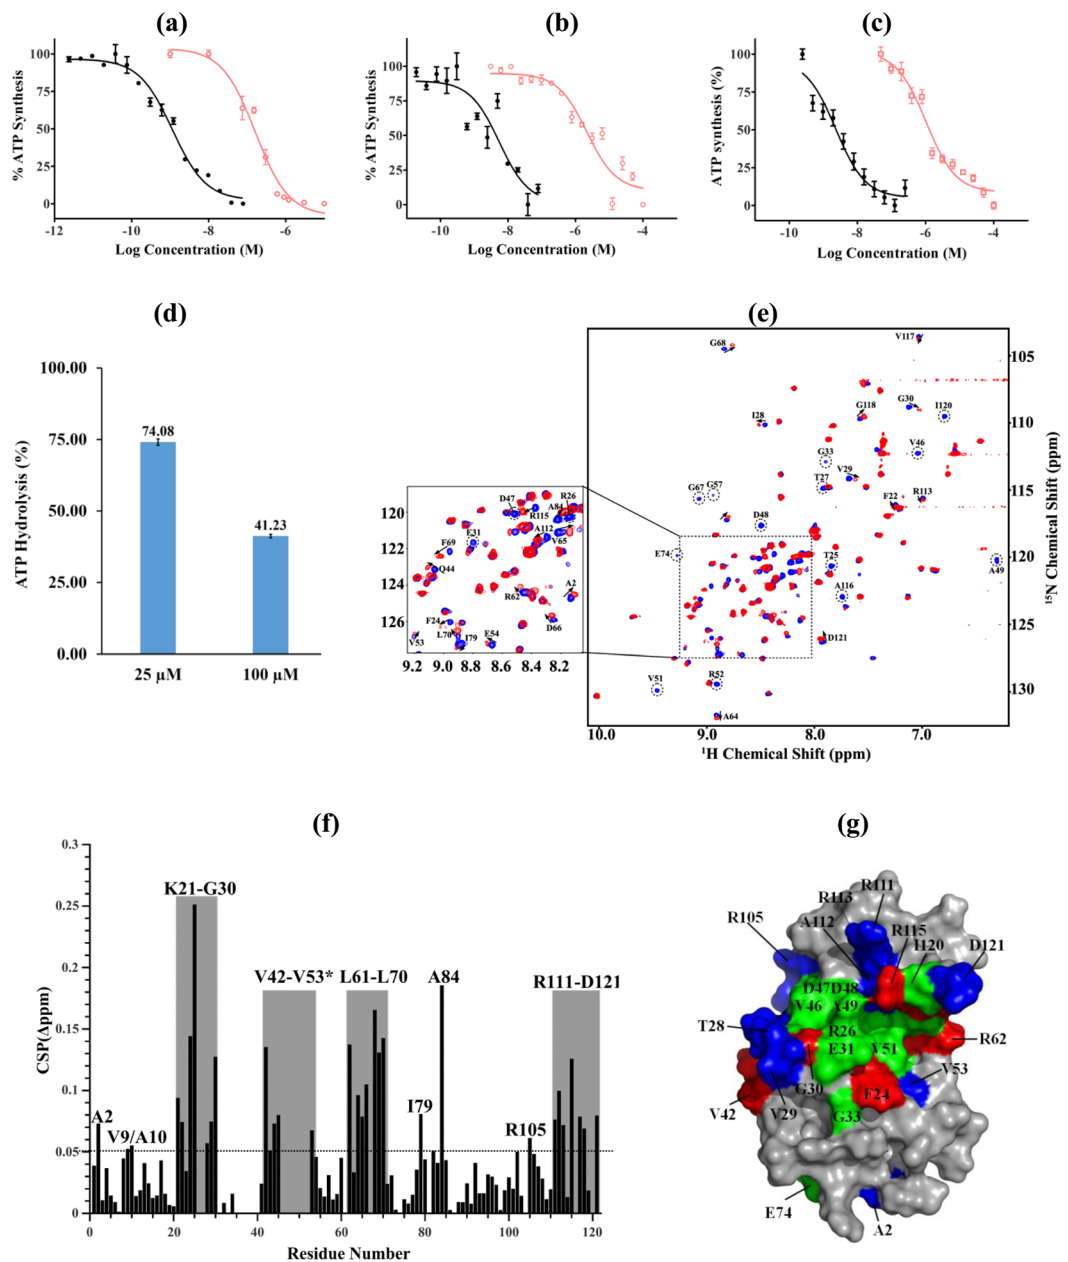 (a)
(b)
(c)
% ATP Synthesis
100
75
50
25
0
-12
-10
-8
-6
Log Concentration (M)
% ATP Synthesis
100
75
50
25
0
-10
-8
-6
-4
Log Concentration (M)
ATP synthesis (%)
100
75
50
25
0
-10
-8
-6
-4
Log Concentration (M)
(d)
ATP Hydrolysis (%)
100.00
75.00
50.00
25.00
0.00
74.08
41.23
25 µM
100 µM
(e)
G68
V117
G118
G30
I120
I28
G33
V46
V29
T27
G67
G57
F22
R113
D48
E74
T25
A49
A116
D121
V51
R52
A64
105
110
115
120
125
130
¹⁵N Chemical Shift (ppm)
10.0
9.0
8.0
7.0
¹H Chemical Shift (ppm)
D47
R26
A84
R115
A112
E31
V65
F69
Q44
R62
A2
F24
D66
L70
I79
E54
V53
120
122
124
126
9.2
9.0
8.8
8.6
8.4
8.2
(f)
CSP(Δppm)
0.3
0.25
0.2
0.15
0.1
0.05
0
K21-G30
V42-V53*
L61-L70
A84
R111-D121
A2
V9/A10
I79
R105
0
20
40
60
80
100
120
Residue Number
(g)
R111
R113
R105
A112
R115
I120
D121
D47
D48
V46
A49
T28
R26
R62
E31
V51
V53
G30
F24
V42
V29
G33
E74
A2